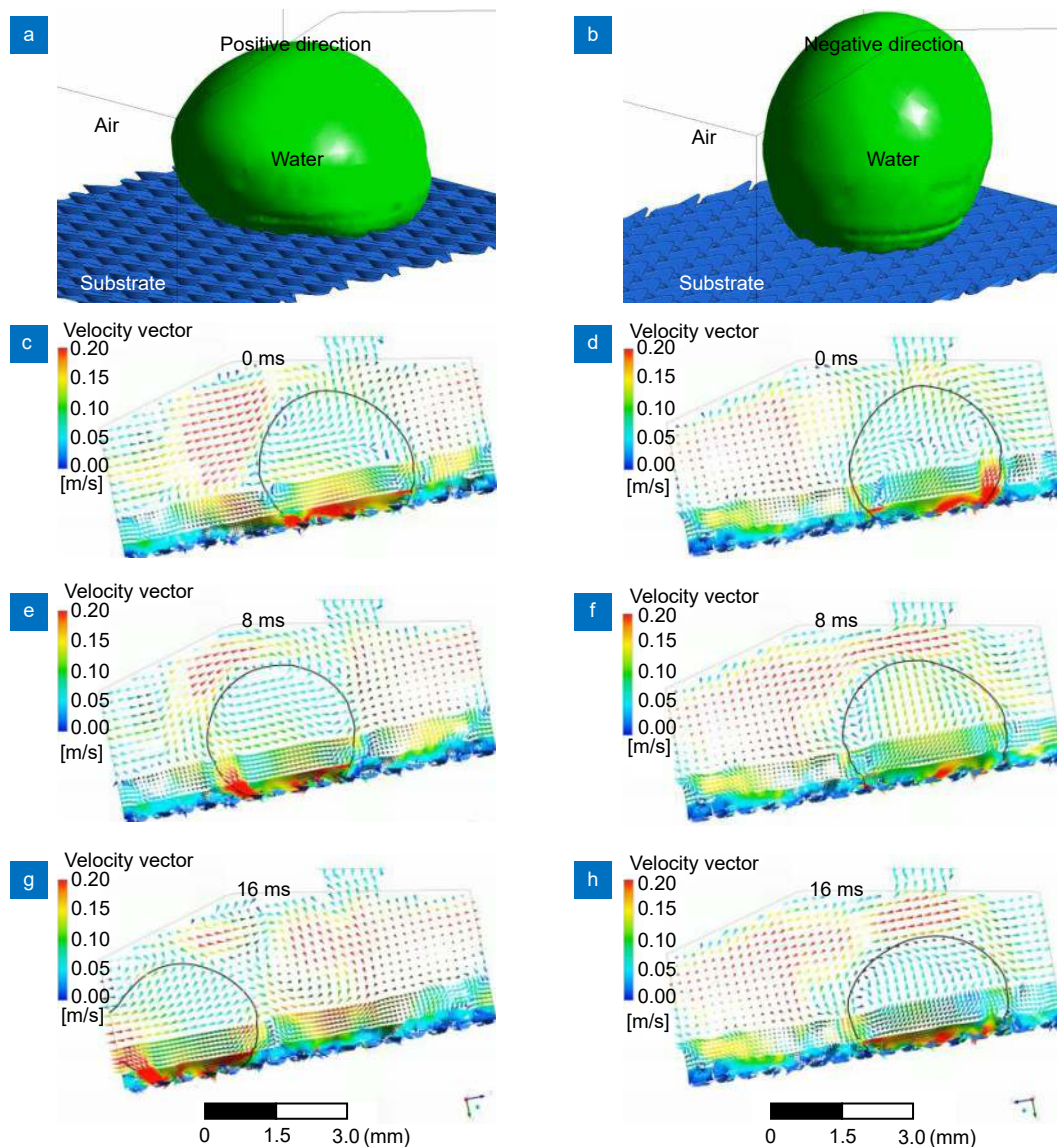 a
Positive direction
Air
Water
Substrate
b
Negative direction
Air
Water
Substrate
c
Velocity vector
0.20
0.15
0.10
0.05
0.00
[m/s]
0 ms
d
Velocity vector
0.20
0.15
0.10
0.05
0.00
[m/s]
0 ms
e
Velocity vector
0.20
0.15
0.10
0.05
0.00
[m/s]
8 ms
f
Velocity vector
0.20
0.15
0.10
0.05
0.00
[m/s]
8 ms
g
Velocity vector
0.20
0.15
0.10
0.05
0.00
[m/s]
16 ms
0 1.5 3.0 (mm)
h
Velocity vector
0.20
0.15
0.10
0.05
0.00
[m/s]
16 ms
0 1.5 3.0 (mm)